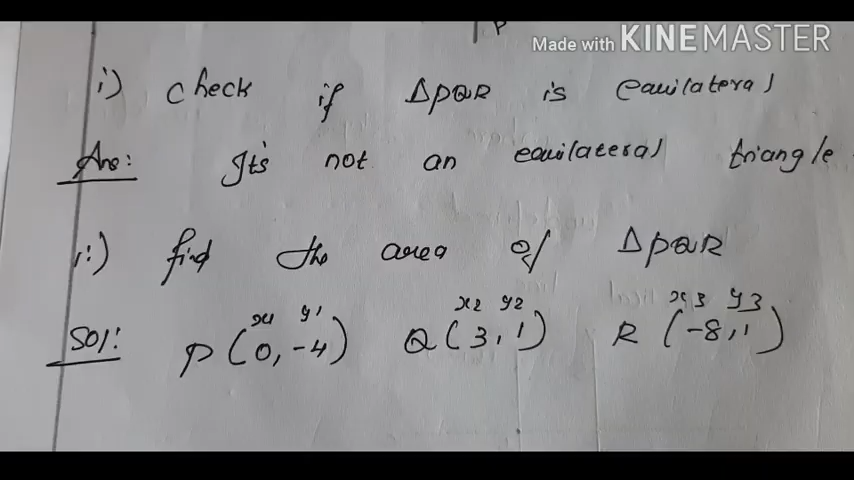 P
Made with KINEMASTER
i) check if ΔPQR is equilateral
Ans: It's not an equilateral triangle
ii) find the area of ΔPQR
x1 y1 x2 y2 x3 y3
Sol: P (0, -4) Q (3, 1) R (-8, 1)